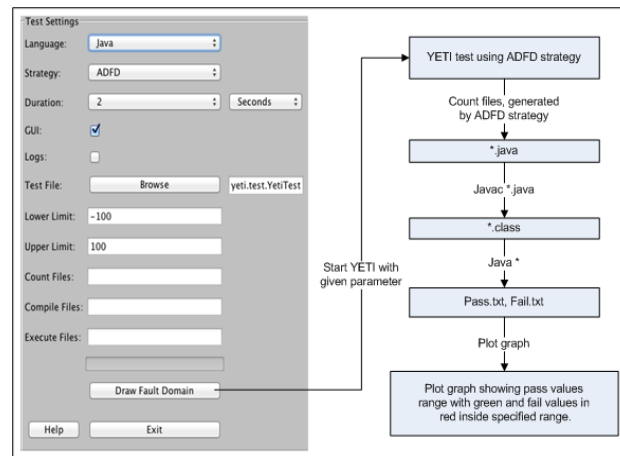 Test Settings
Language: Java
Strategy: ADFD
Duration: 2 Seconds
GUI:
Logs:
Test File: Browse yeti.test.YetiTest
Lower Limit: -100
Upper Limit: 100
Count Files:
Compile Files:
Execute Files:
Draw Fault Domain
Help Exit
Start YETI with
given parameter
YETI test using ADFD strategy
Count files, generated
by ADFD strategy
*.java
Javac *.java
*.class
Java *
Pass.txt, Fail.txt
Plot graph
Plot graph showing pass values
range with green and fail values in
red inside specified range.